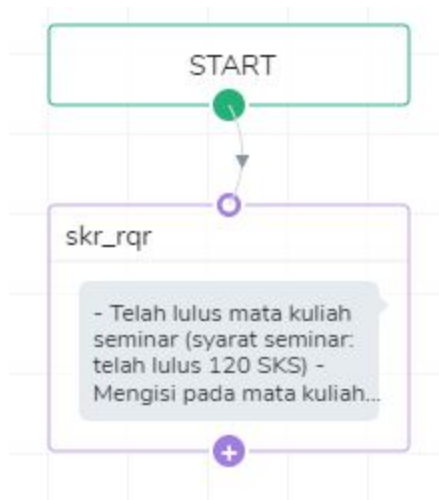 START
skr_rqr
- Telah lulus mata kuliah
seminar (syarat seminar:
telah lulus 120 SKS) -
Mengisi pada mata kuliah...